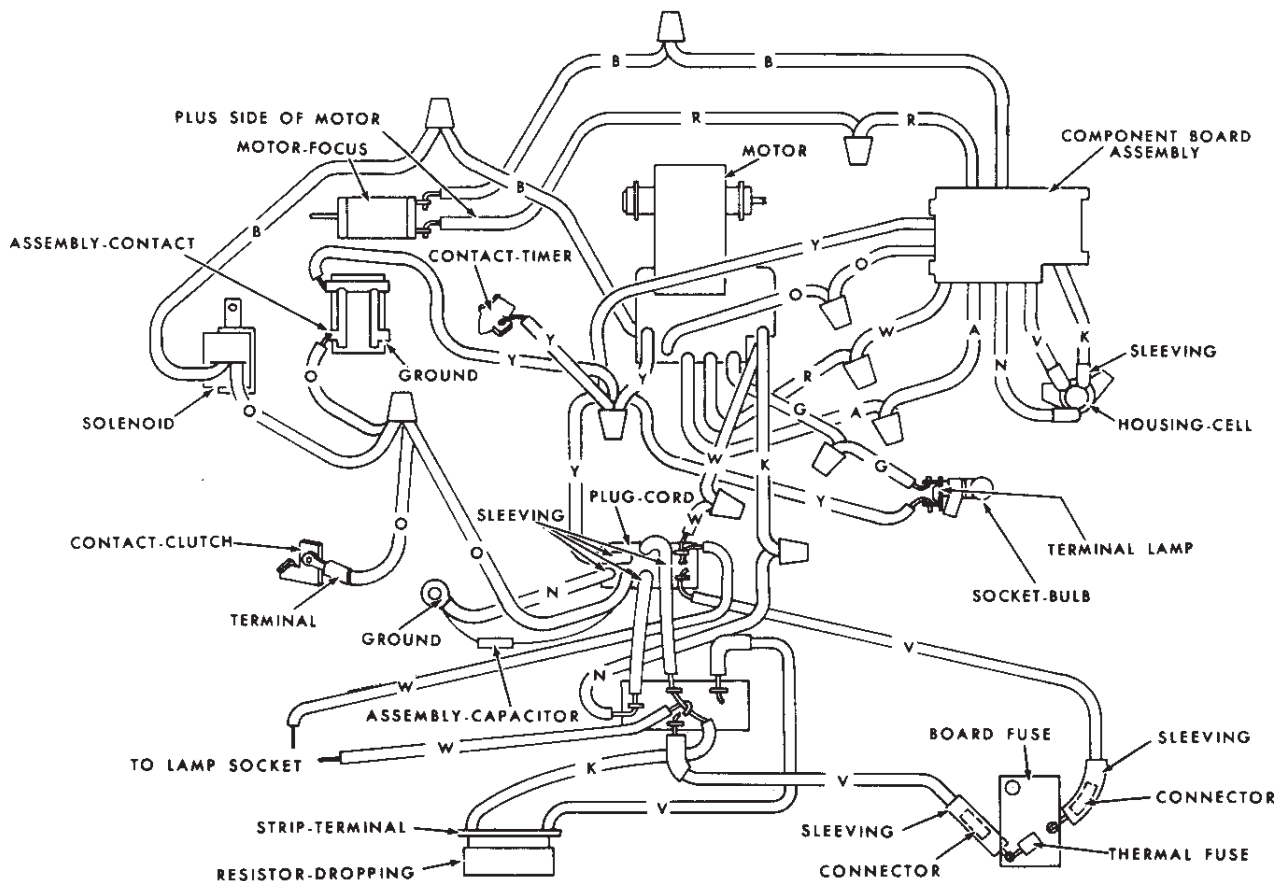 B
B
PLUS SIDE OF MOTOR
R
R
MOTOR-FOCUS
MOTOR
COMPONENT BOARD
ASSEMBLY
B
B
ASSEMBLY-CONTACT
CONTACT-TIMER
Y
O
O
W
A
V
K
N
SLEEVING
GROUND
Y
Y
Y
R
SOLENOID
O
O
G
A
HOUSING-CELL
Y
W
K
G
PLUG-CORD
Y
SLEEVING
W
CONTACT-CLUTCH
O
O
TERMINAL LAMP
SOCKET-BULB
N
TERMINAL
GROUND
V
W
N
ASSEMBLY-CAPACITOR
W
TO LAMP SOCKET
K
V
BOARD FUSE
SLEEVING
CONNECTOR
V
STRIP-TERMINAL
SLEEVING
RESISTOR-DROPPING
CONNECTOR
THERMAL FUSE